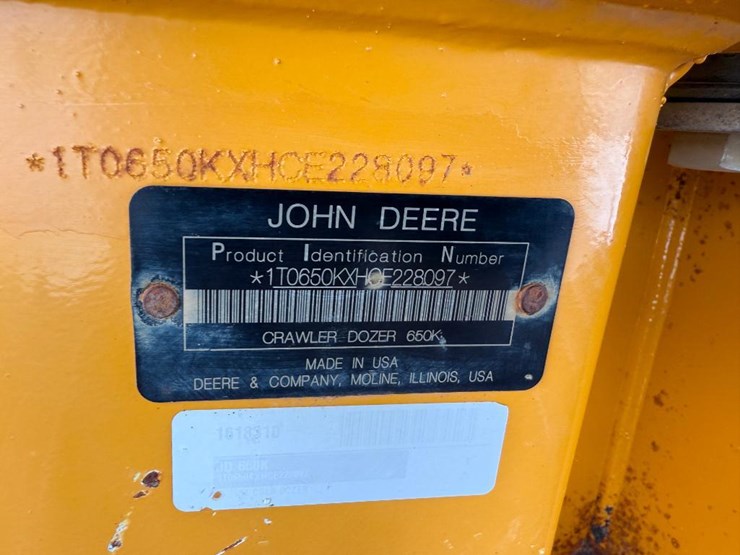 *1T0650KXHCE228097*
JOHN DEERE
Product Identification Number
*1T0650KXHCE228097*
CRAWLER DOZER 650K
MADE IN USA
DEERE & COMPANY, MOLINE, ILLINOIS, USA